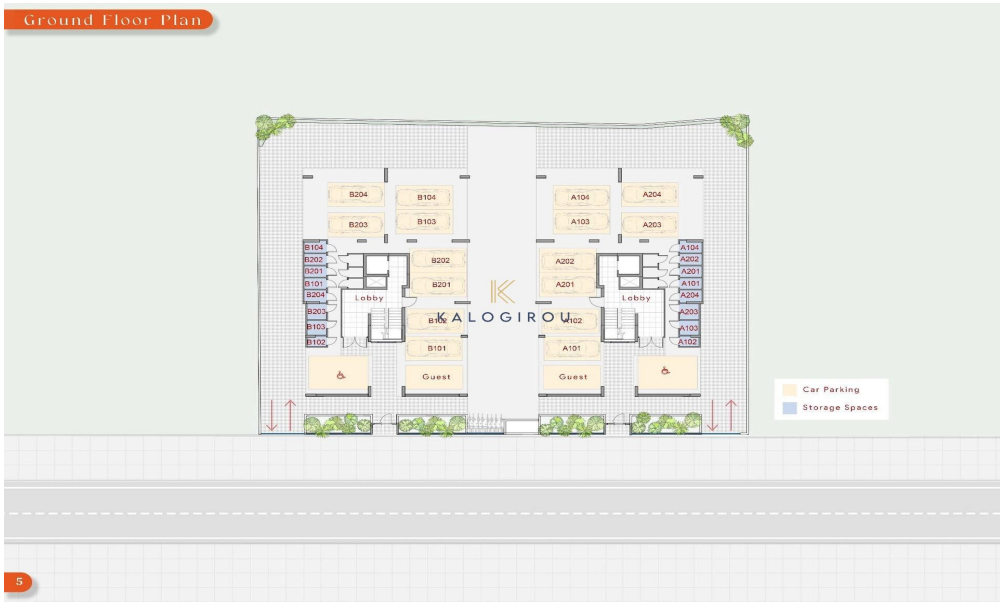 Ground Floor Plan
B204
B104
A104
A204
B203
B103
A103
A203
B104
B202
B201
B101
B204
B203
B103
B102
Lobby
B202
B201
B102
B101
Guest
A202
A201
A102
A101
Guest
Lobby
A104
A202
A201
A101
A204
A203
A103
A102
KALOGIROU
Car Parking
Storage Spaces
5